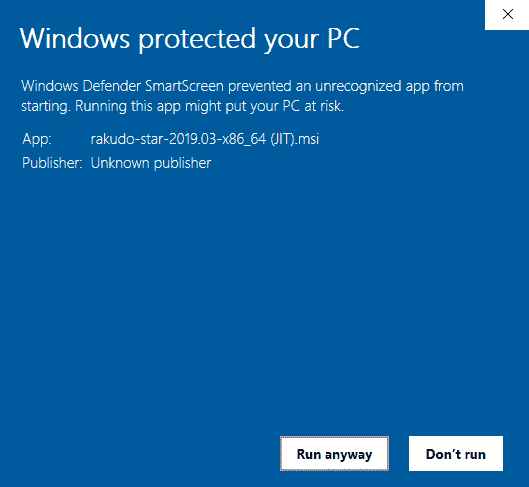 Windows protected your PC
Windows Defender SmartScreen prevented an unrecognized app from
starting. Running this app might put your PC at risk.
App: rakudo-star-2019.03-x86_64 (JIT).msi
Publisher: Unknown publisher
Run anyway Don't run